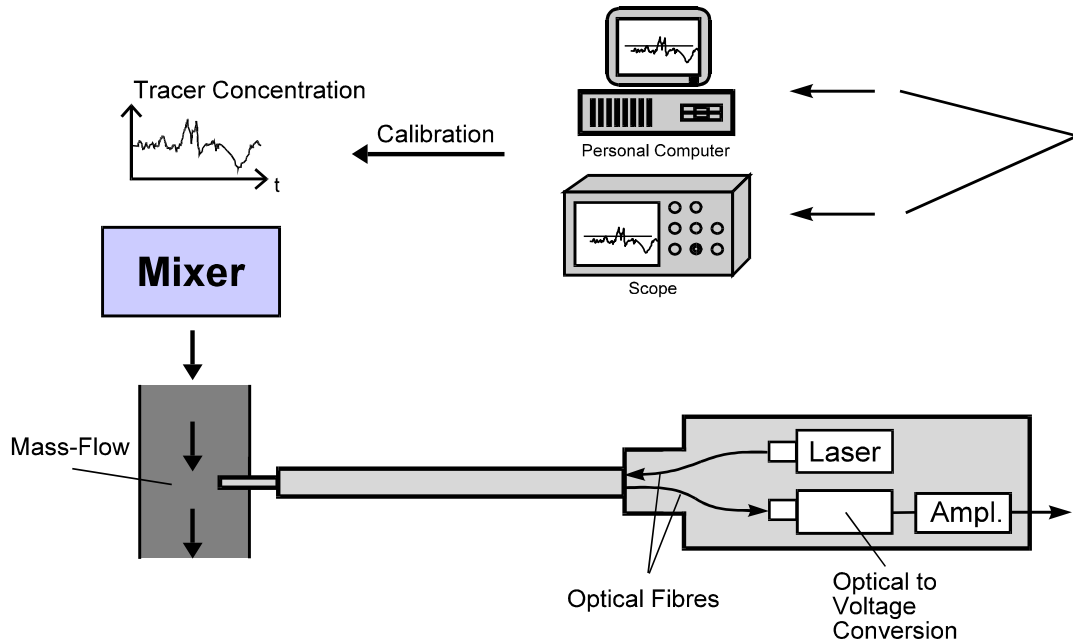 Tracer Concentration
t
Calibration
Personal Computer
Scope
Mixer
Mass-Flow
Laser
Ampl.
Optical Fibres
Optical to
Voltage
Conversion